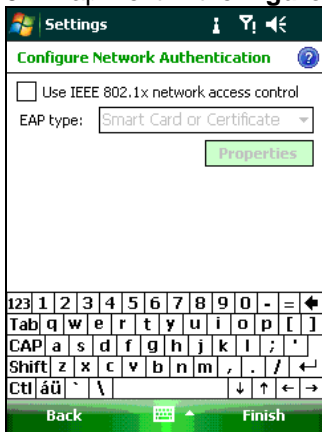 Settings
Configure Network Authentication
Use IEEE 802.1x network access control
EAP type: Smart Card or Certificate
Properties
123 1 2 3 4 5 6 7 8 9 0 - =
Tab q w e r t y u i o p [ ]
CAP a s d f g h j k l ; '
Shift z x c v b n m , . /
Ctl áü ` \ ↓ ↑ ← →
Back Finish